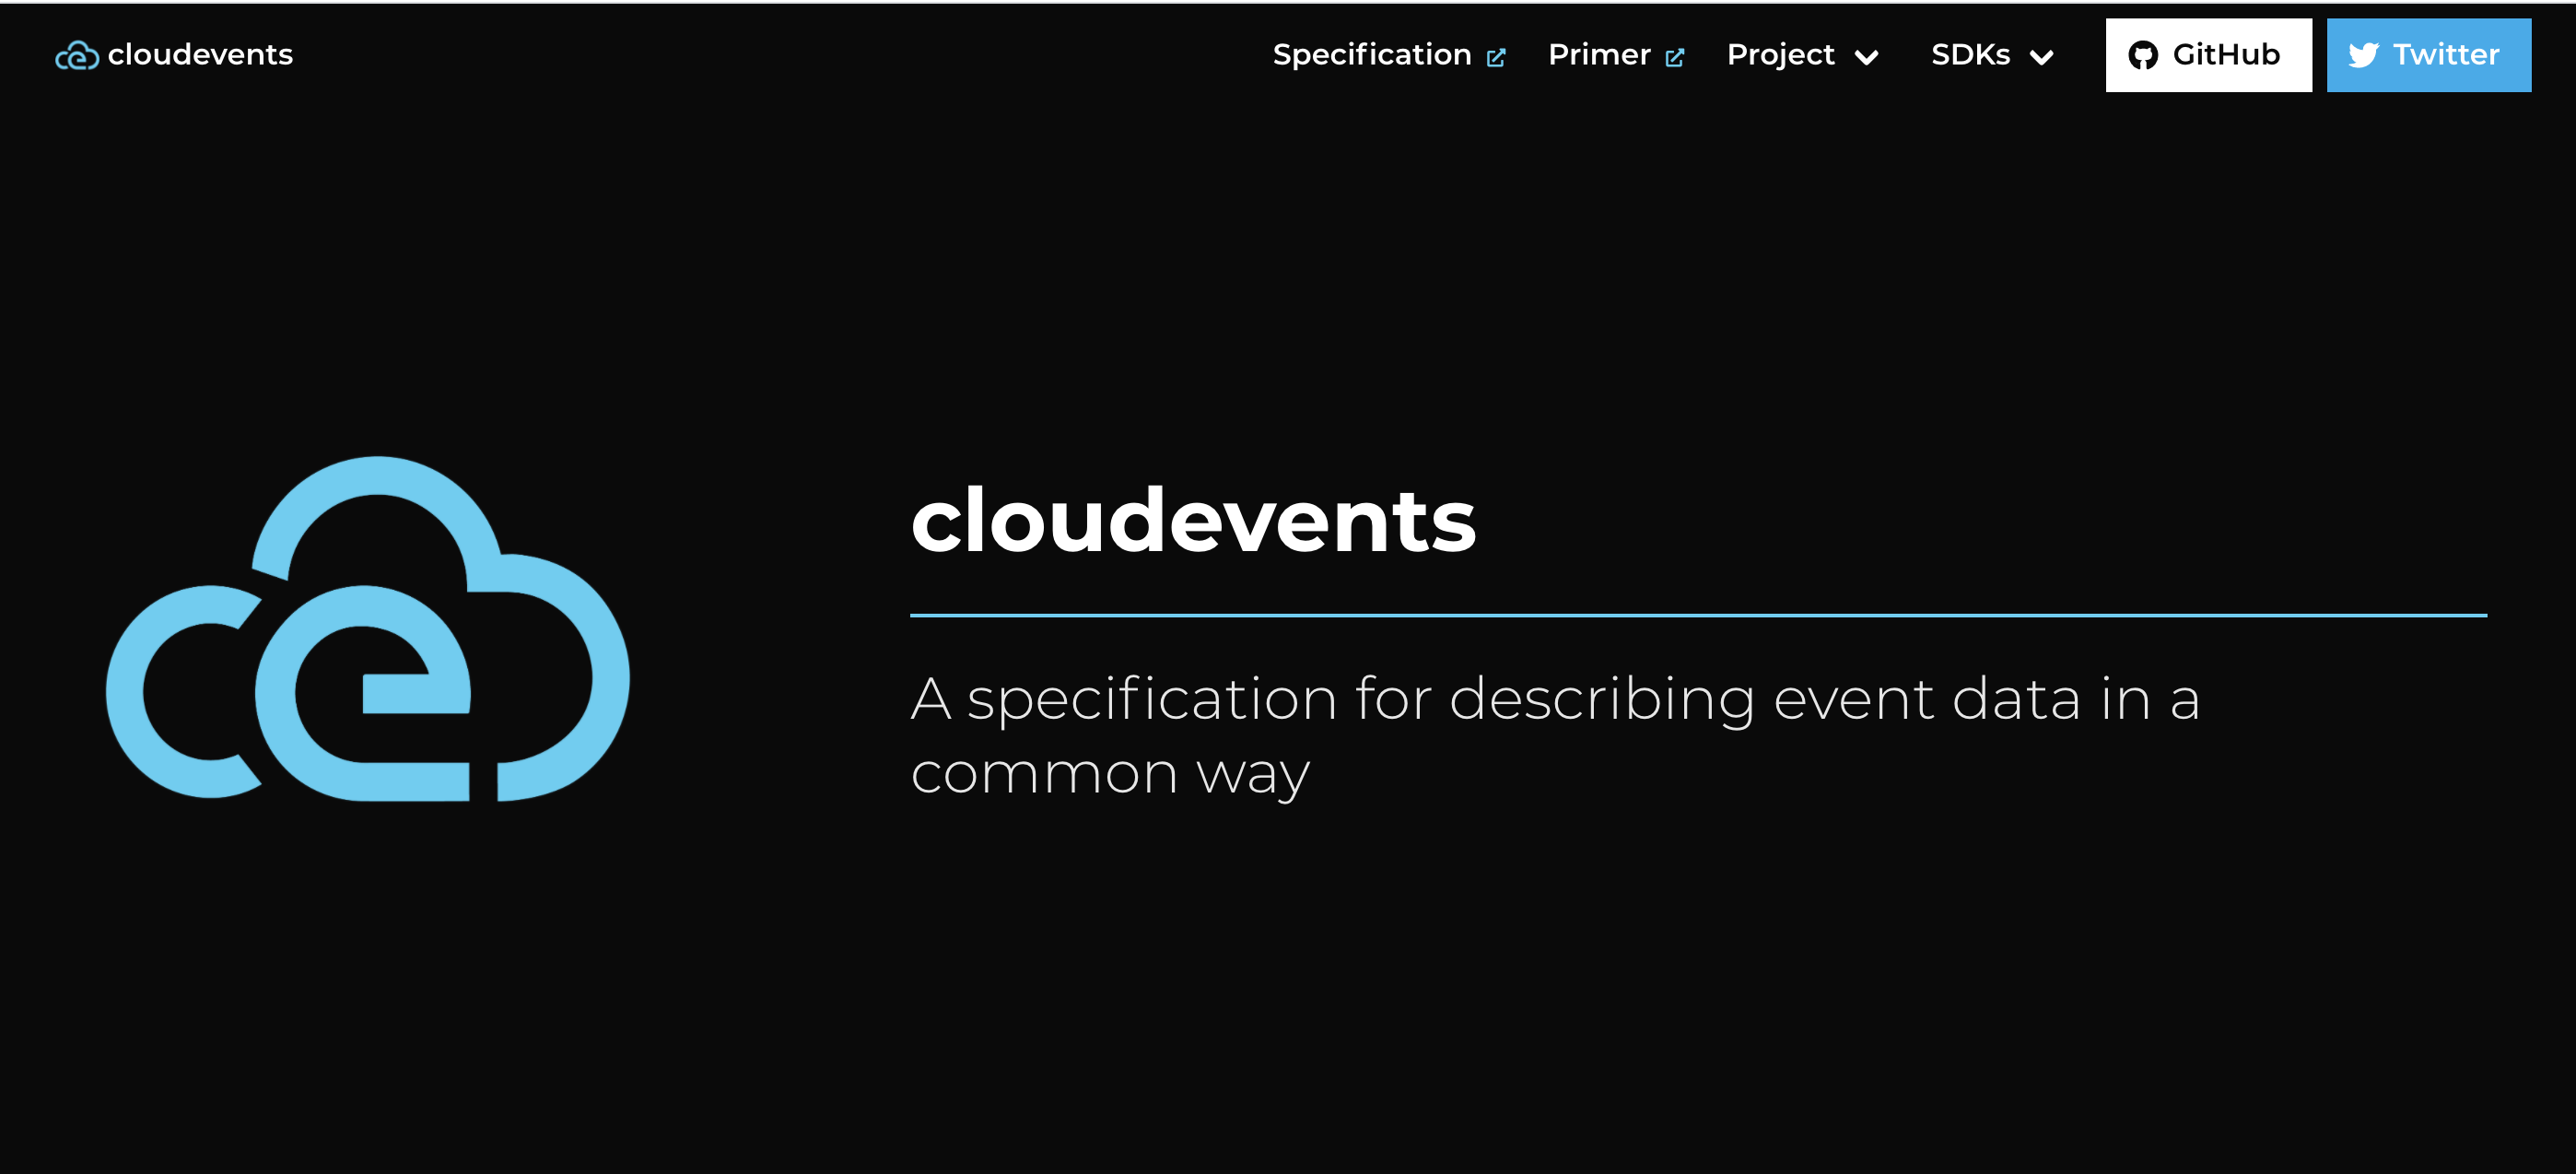 cloudevents
Specification
Primer
Project
SDKs
GitHub
Twitter
cloudevents
A specification for describing event data in a
common way